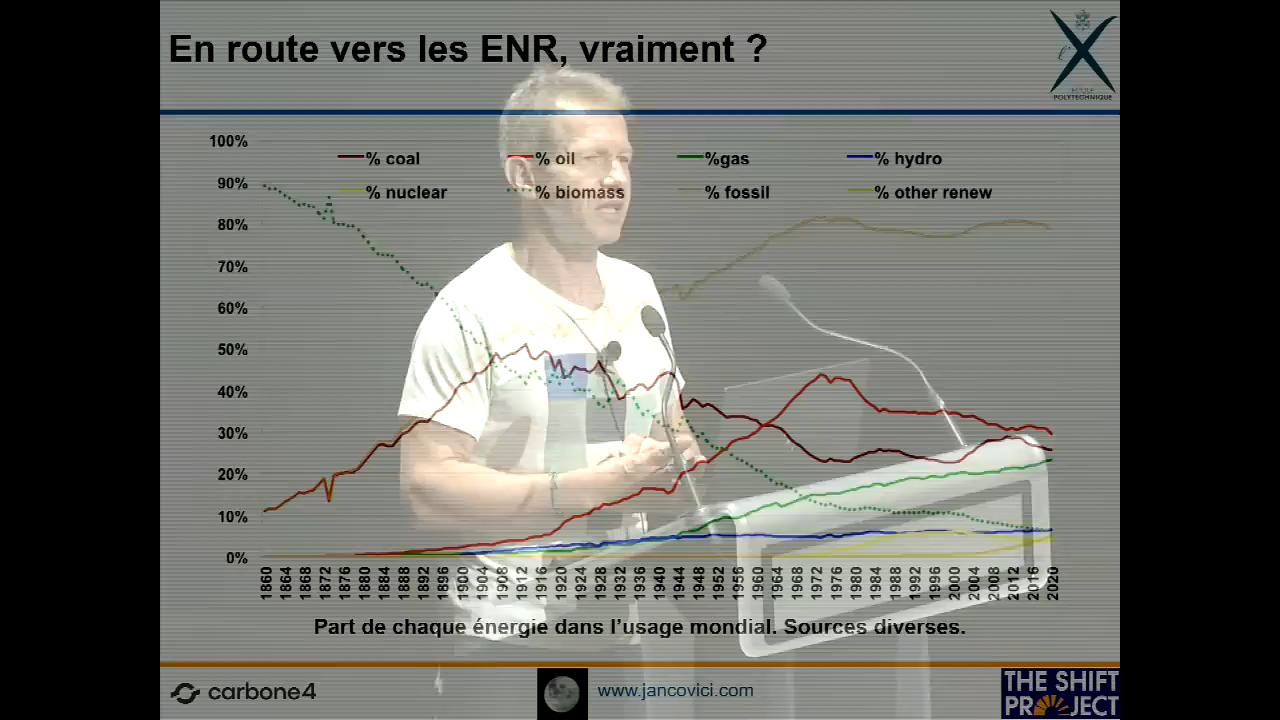 En route vers les ENR, vraiment ?
ÉCOLE
POLYTECHNIQUE
100%
% coal
% oil
%gas
% hydro
90%
% nuclear
% biomass
% fossil
% other renew
80%
70%
60%
50%
40%
30%
20%
10%
0%
1860 1864 1868 1872 1876 1880 1884 1888 1892 1896 1900 1904 1908 1912 1916 1920 1924 1928 1932 1936 1940 1944 1948 1952 1956 1960 1964 1968 1972 1976 1980 1984 1988 1992 1996 2000 2004 2008 2012 2016 2020
Part de chaque énergie dans l’usage mondial. Sources diverses.
carbone4
www.jancovici.com
THE SHIFT
PROJECT